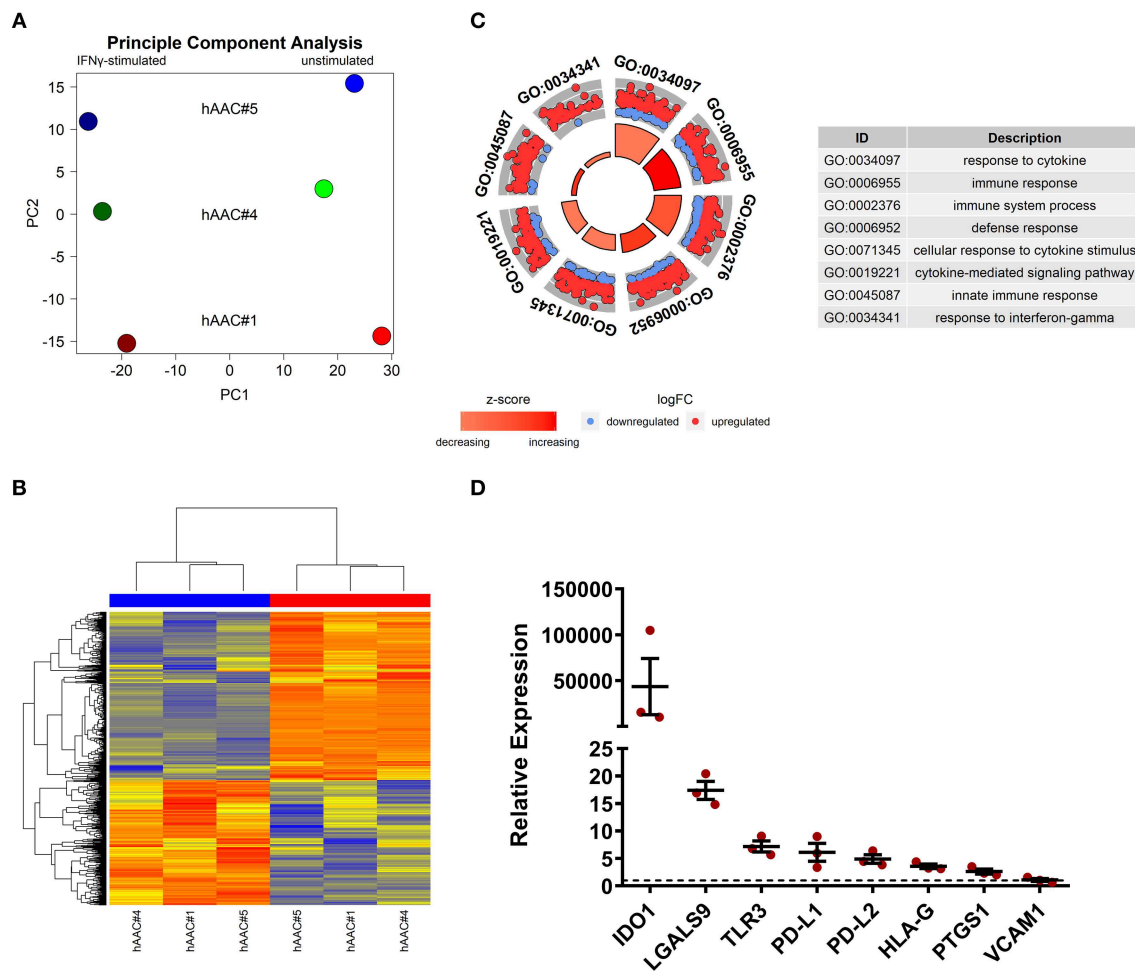 A
Principle Component Analysis
IFNγ-stimulated
unstimulated
15
10
5
0
-5
-10
-15
PC2
hAAC#5
hAAC#4
hAAC#1
-20
-10
0
10
20
30
PC1
C
GO:0034097
GO:0006955
GO:0002376
GO:0006952
GO:0071345
GO:0019221
GO:0045087
GO:0034341
z-score
decreasing
increasing
logFC
downregulated
upregulated
ID Description
GO:0034097 response to cytokine
GO:0006955 immune response
GO:0002376 immune system process
GO:0006952 defense response
GO:0071345 cellular response to cytokine stimulus
GO:0019221 cytokine-mediated signaling pathway
GO:0045087 innate immune response
GO:0034341 response to interferon-gamma
B
hAAC#4
hAAC#1
hAAC#5
hAAC#5
hAAC#1
hAAC#4
D
Relative Expression
150000
100000
50000
25
20
15
10
5
0
IDO1
LGALS9
TLR3
PD-L1
PD-L2
HLA-G
PTGS1
VCAM1